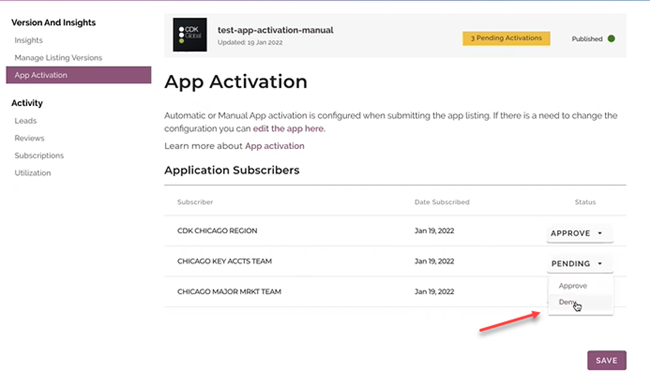 Version And Insights
Insights
Manage Listing Versions
App Activation
Activity
Leads
Reviews
Subscriptions
Utilization
CDK
Global
test-app-activation-manual
Updated: 19 Jan 2022
3 Pending Activations
Published
App Activation
Automatic or Manual App activation is configured when submitting the app listing. If there is a need to change the
configuration you can edit the app here.
Learn more about App activation
Application Subscribers
Subscriber Date Subscribed Status
CDK CHICAGO REGION Jan 19, 2022 APPROVE
CHICAGO KEY ACCTS TEAM Jan 19, 2022 PENDING
Approve
CHICAGO MAJOR MRKT TEAM Jan 19, 2022
Deny
SAVE